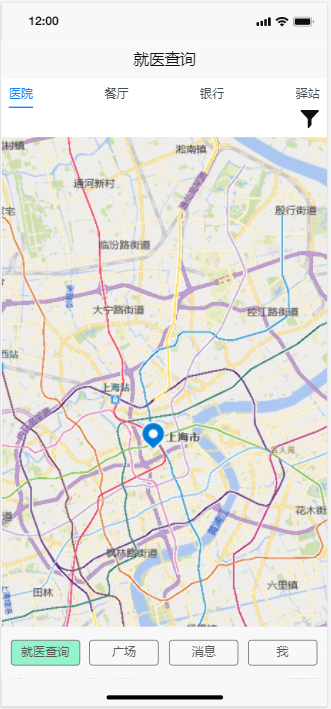 12:00
就医查询
医院 餐厅 银行 驿站
淞南镇
通河新村
殷行街道
临汾路街道
大宁路街道
控江路街道
上海站
上海市
花木街
枫林路街道
黄浦江
田林
六里镇
就医查询 广场 消息 我